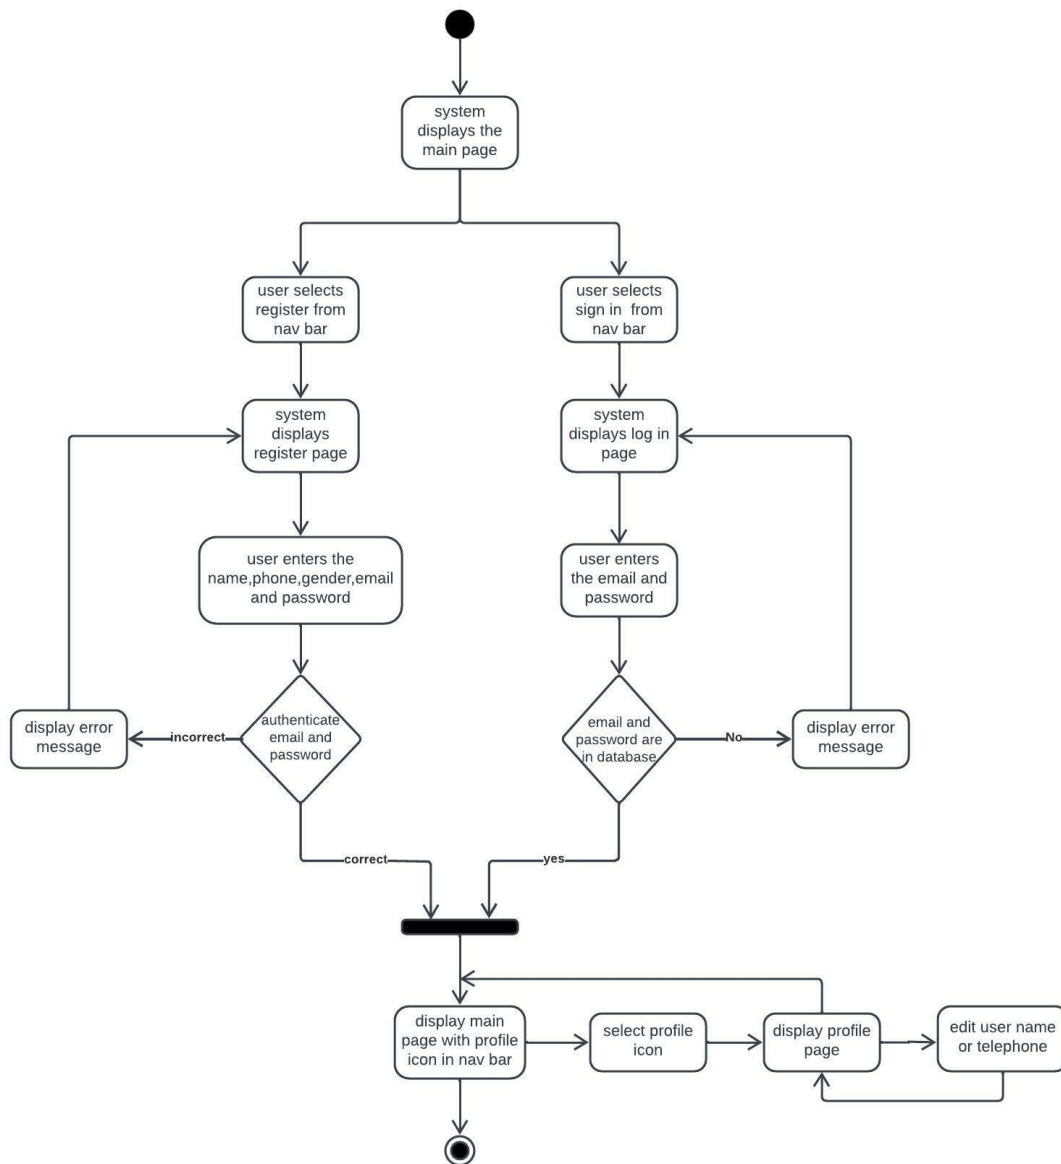 system
displays the
main page
user selects
register from
nav bar
user selects
sign in  from
nav bar
system
displays
register page
system
displays log in
page
user enters the
name,phone,gender,email
and password
user enters
the email and
password
display error
message
incorrect
authenticate
email and
password
email and
password are
in database
No
display error
message
correct
yes
display main
page with profile
icon in nav bar
select profile
icon
display profile
page
edit user name
or telephone